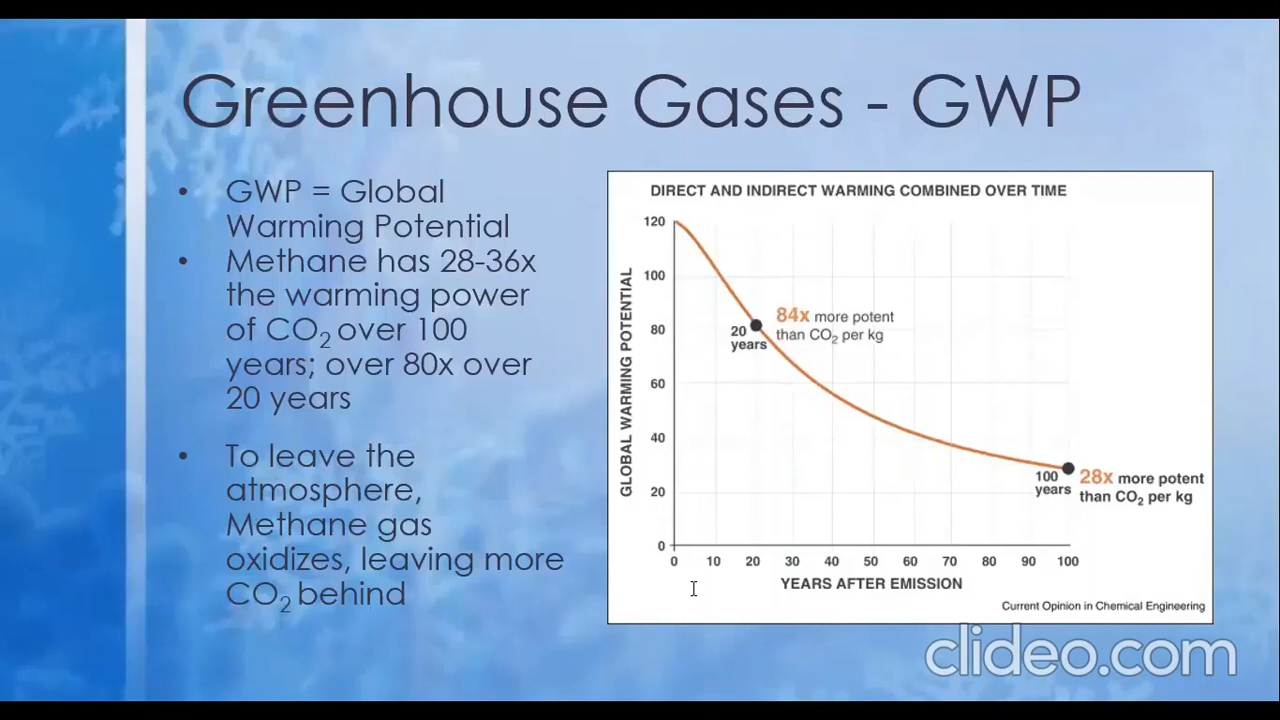 Greenhouse Gases - GWP
• GWP = Global
Warming Potential
• Methane has 28-36x
the warming power
of CO₂ over 100
years; over 80x over
20 years
• To leave the
atmosphere,
Methane gas
oxidizes, leaving more
CO₂ behind
DIRECT AND INDIRECT WARMING COMBINED OVER TIME
GLOBAL WARMING POTENTIAL
120
100
80
60
40
20
0
84x more potent
than CO₂ per kg
20
years
28x more potent
than CO₂ per kg
100
years
0 10 20 30 40 50 60 70 80 90 100
YEARS AFTER EMISSION
Current Opinion in Chemical Engineering
clideo.com